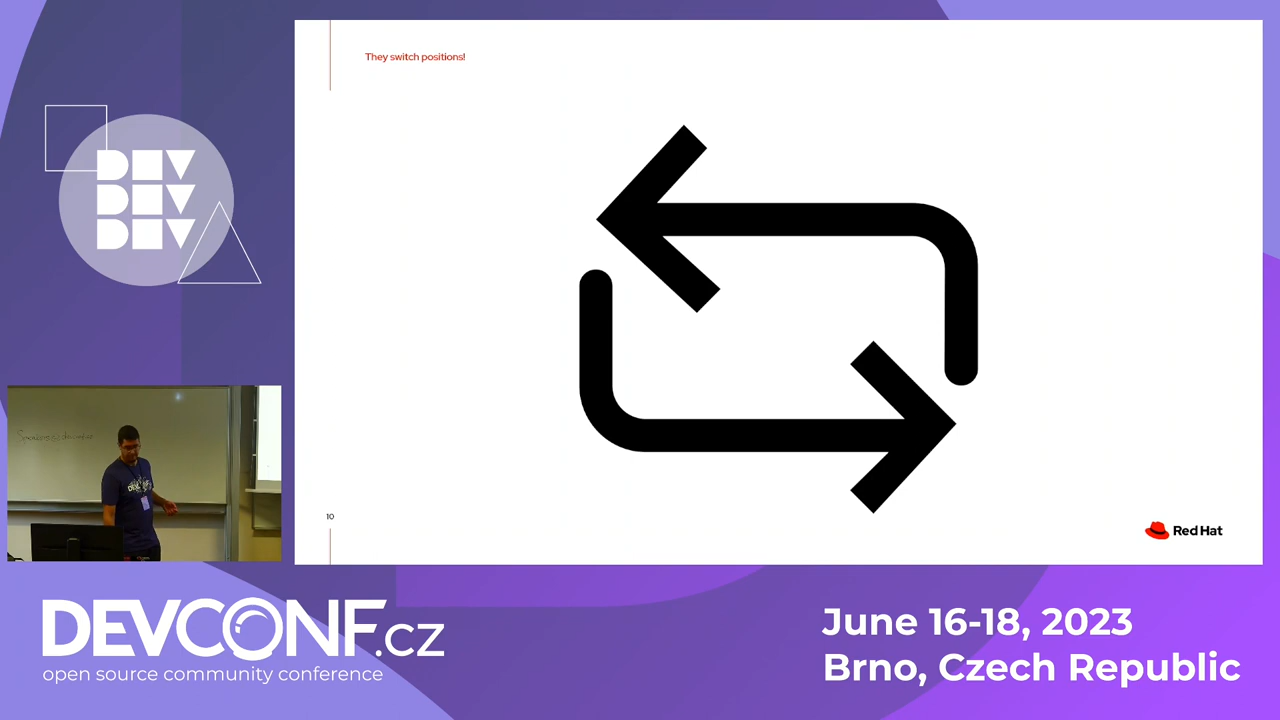 They switch positions!
10
Red Hat
DEV
DEV
DEV
DEVCONF.cz
open source community conference
June 16-18, 2023
Brno, Czech Republic